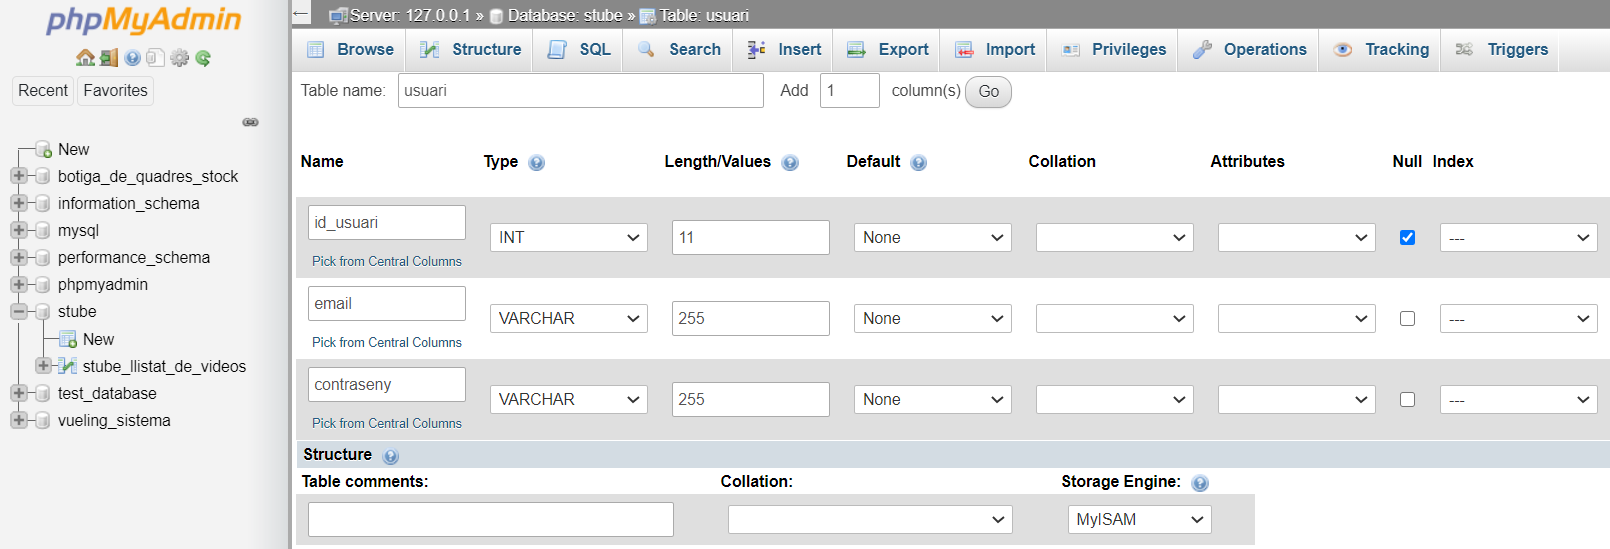 phpMyAdmin
Recent Favorites
New
botiga_de_quadres_stock
information_schema
mysql
performance_schema
phpmyadmin
stube
New
stube_llistat_de_videos
test_database
vueling_sistema
Server: 127.0.0.1 » Database: stube » Table: usuari
Browse Structure SQL Search Insert Export Import Privileges Operations Tracking Triggers
Table name: usuari Add 1 column(s) Go
Name Type Length/Values Default Collation Attributes Null Index
id_usuari INT 11 None ---
Pick from Central Columns
email VARCHAR 255 None ---
Pick from Central Columns
contraseny VARCHAR 255 None ---
Pick from Central Columns
Structure
Table comments: Collation: Storage Engine:
MyISAM